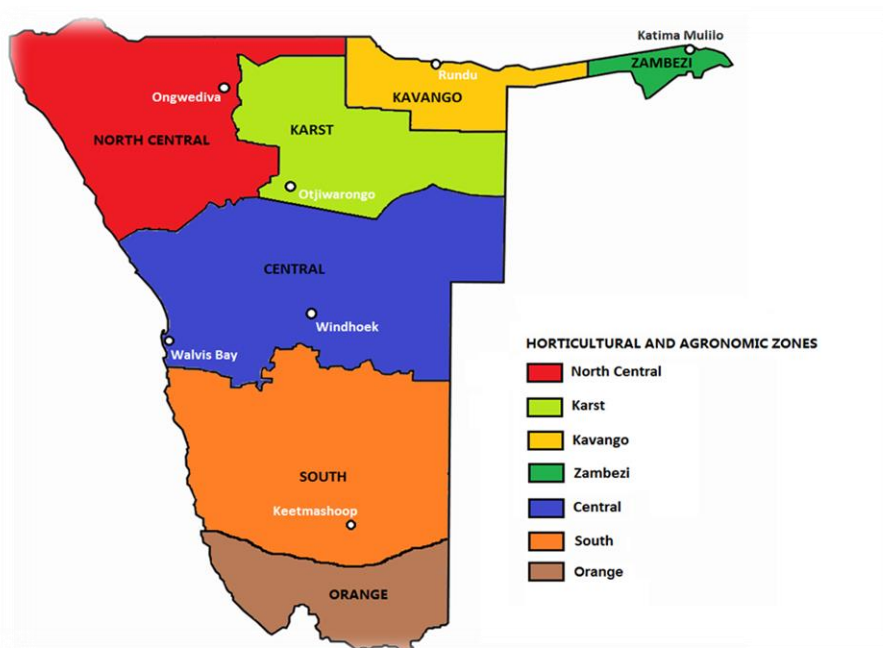 Katima Mulilo
ZAMBEZI
Rundu
KAVANGO
Ongwediva
KARST
NORTH CENTRAL
Otjiwarongo
CENTRAL
Windhoek
Walvis Bay
SOUTH
Keetmashoop
ORANGE
HORTICULTURAL AND AGRONOMIC ZONES
North Central
Karst
Kavango
Zambezi
Central
South
Orange